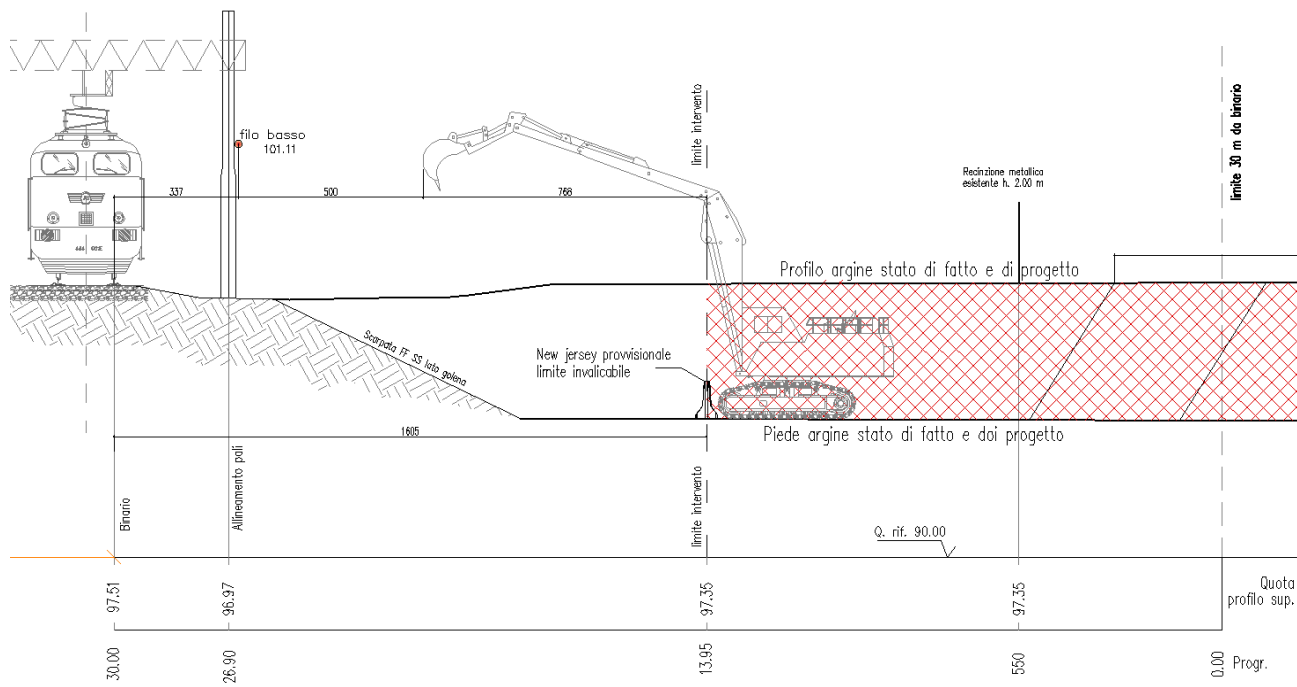 filo basso
101.11
337
500
768
limite intervento
Recinzione metallica
esistente h. 2.00 m
limite 30 m da binario
Profilo argine stato di fatto e di progetto
Scarpata FF SS lato golena
New jersey provvisionale
limite invalicabile
1605
Piede argine stato di fatto e doi progetto
Binario
Allineamento pali
limite intervento
Q. rif. 90.00
97.51
96.97
97.35
97.35
Quota
profilo sup.
30.00
26.90
13.95
550
0.00
Progr.